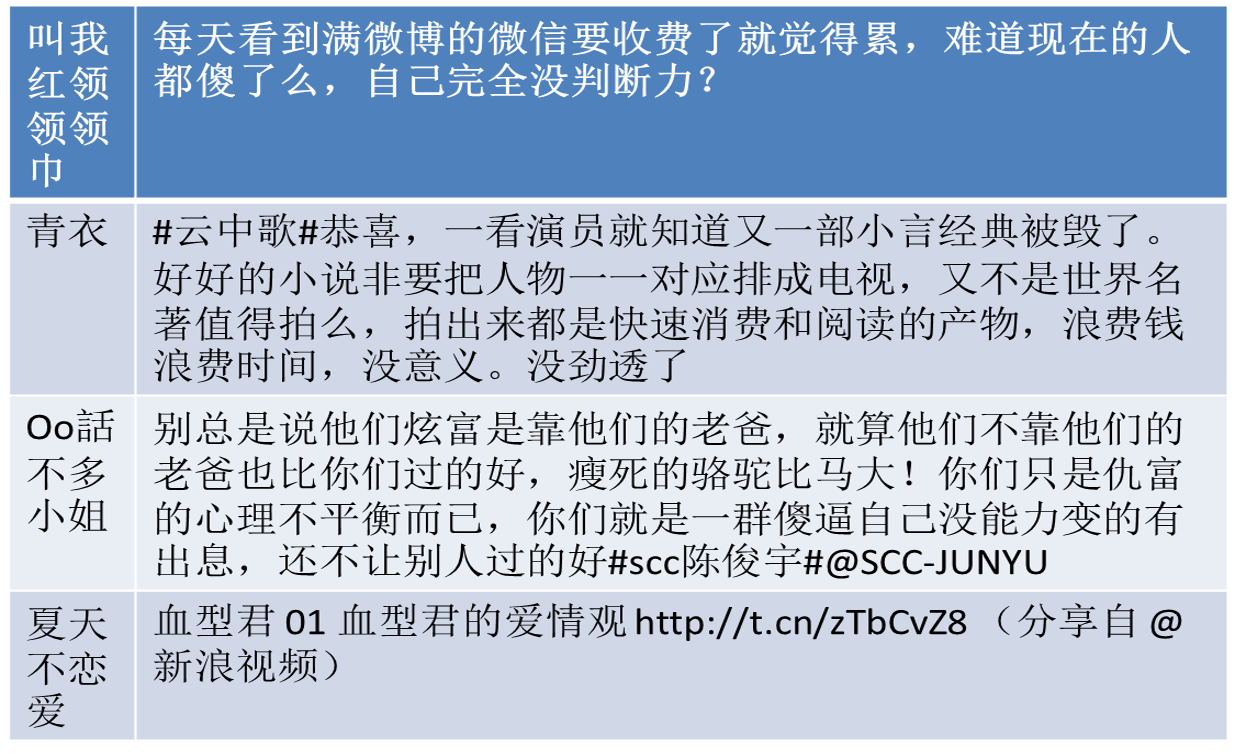 叫我
红领
领领
巾
每天看到满微博的微信要收费了就觉得累，难道现在的人
都傻了么，自己完全没判断力？
青衣
#云中歌#恭喜，一看演员就知道又一部小言经典被毁了。
好好的小说非要把人物一一对应排成电视，又不是世界名
著值得拍么，拍出来都是快速消费和阅读的产物，浪费钱
浪费时间，没意义。没劲透了
Oo話
不多
小姐
别总是说他们炫富是靠他们的老爸，就算他们不靠他们的
老爸也比你们过的好，瘦死的骆驼比马大！你们只是仇富
的心理不平衡而己，你们就是一群傻逼自己没能力变的有
出息，还不让别人过的好#scc陈俊宇#@SCC-JUNYU
夏天
不恋
爱
血型君 01 血型君的爱情观 http://t.cn/zTbCvZ8 （分享自 @
新浪视频）